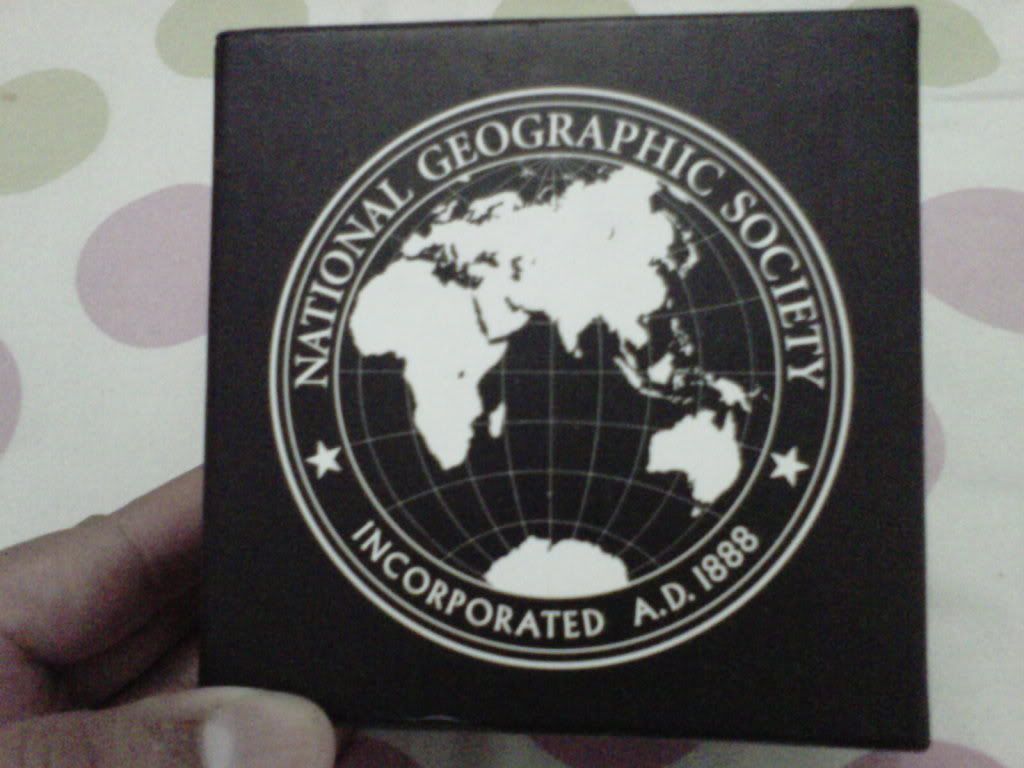 NATIONAL GEOGRAPHIC SOCIETY
INCORPORATED A.D. 1888